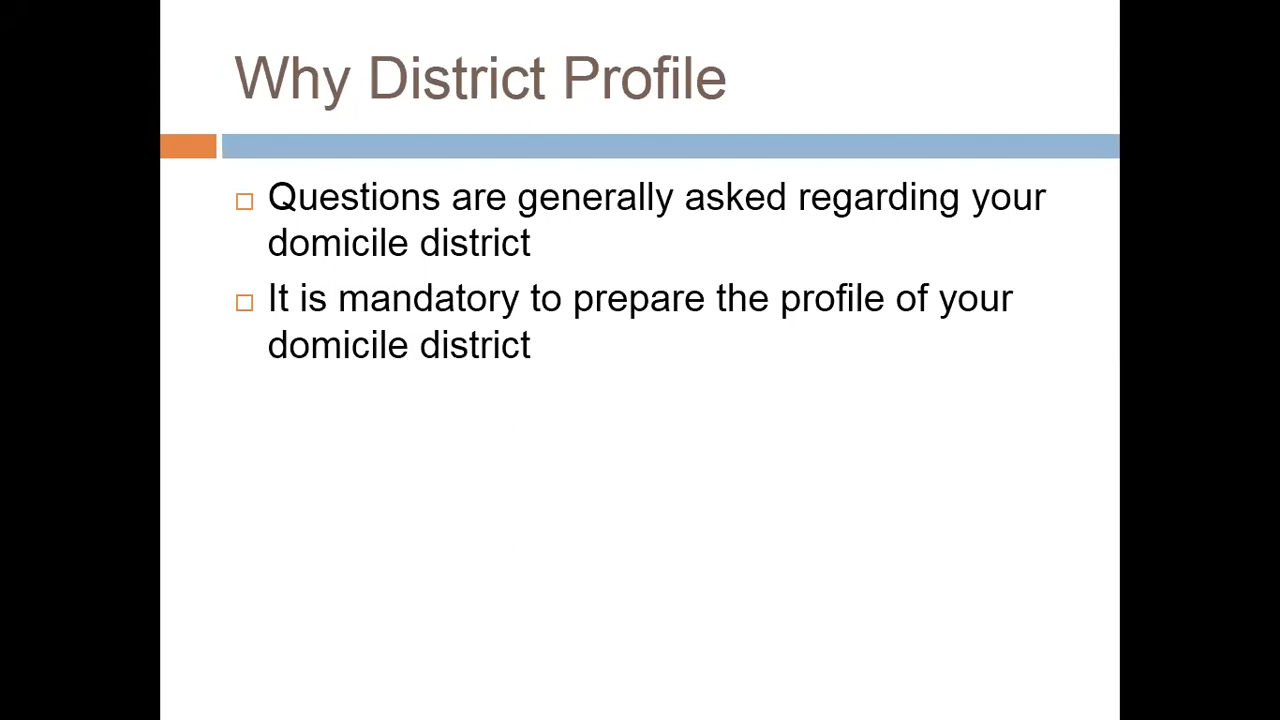 Why District Profile
Questions are generally asked regarding your
domicile district
It is mandatory to prepare the profile of your
domicile district